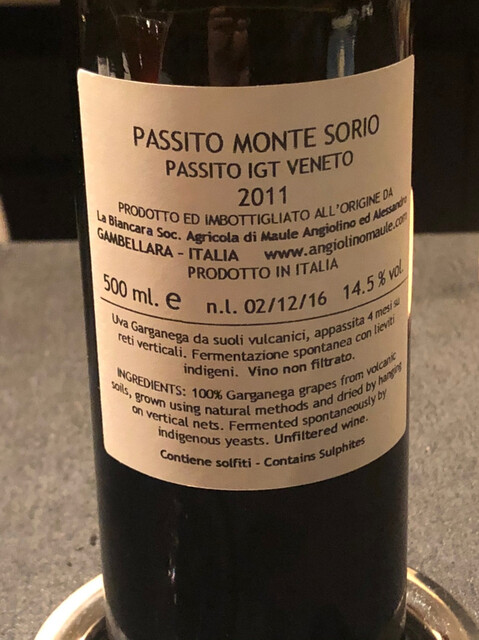 PASSITO MONTE SORIO
PASSITO IGT VENETO
2011
PRODOTTO ED IMBOTTIGLIATO ALL'ORIGINE DA
La Biancara Soc. Agricola di Maule Angiolino ed Alessandro
GAMBELLARA - ITALIA www.angiolinomaule.com
PRODOTTO IN ITALIA
500 ml. e n.l. 02/12/16 14.5 % vol.
Uva Garganega da suoli vulcanici, appassita 4 mesi su
reti verticali. Fermentazione spontanea con lieviti
indigeni. Vino non filtrato.
INGREDIENTS: 100% Garganega grapes from volcanic
soils, grown using natural methods and dried by hanging
on vertical nets. Fermented spontaneously by
indigenous yeasts. Unfiltered wine.
Contiene solfiti - Contains Sulphites